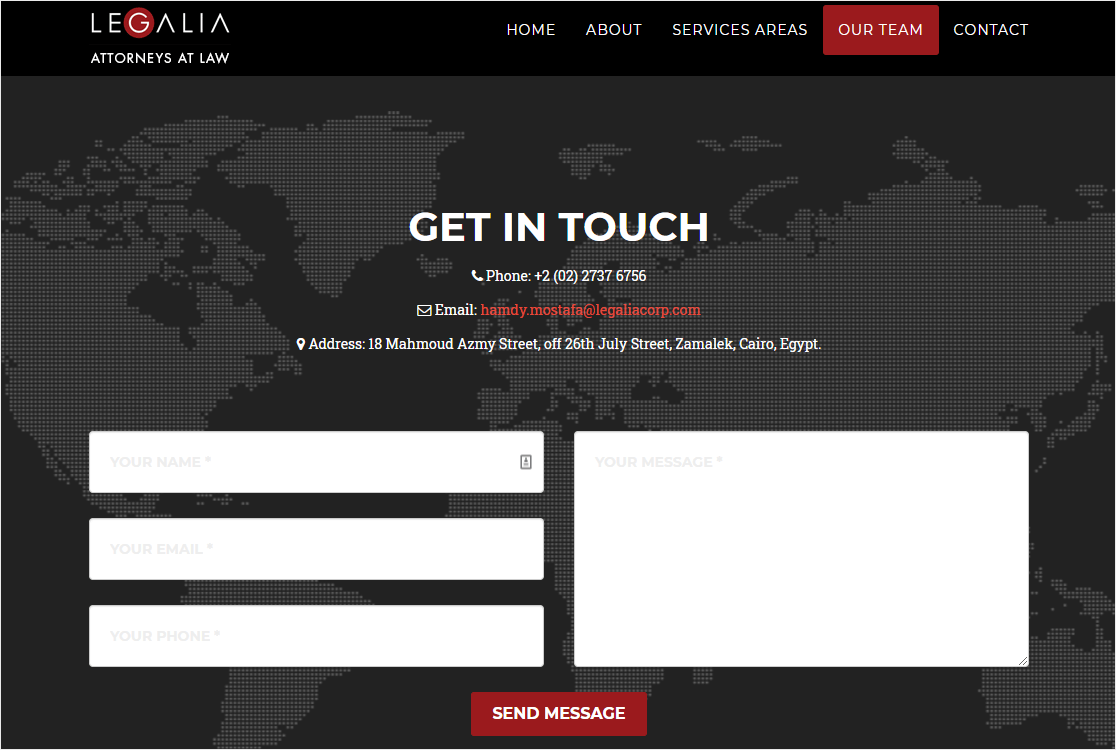 LEGALIA
ATTORNEYS AT LAW
HOME ABOUT SERVICES AREAS OUR TEAM CONTACT
GET IN TOUCH
Phone: +2 (02) 2737 6756
Email: hamdy.mostafa@legaliacorp.com
Address: 18 Mahmoud Azmy Street, off 26th July Street, Zamalek, Cairo, Egypt.
YOUR NAME *
YOUR EMAIL *
YOUR PHONE *
YOUR MESSAGE *
SEND MESSAGE